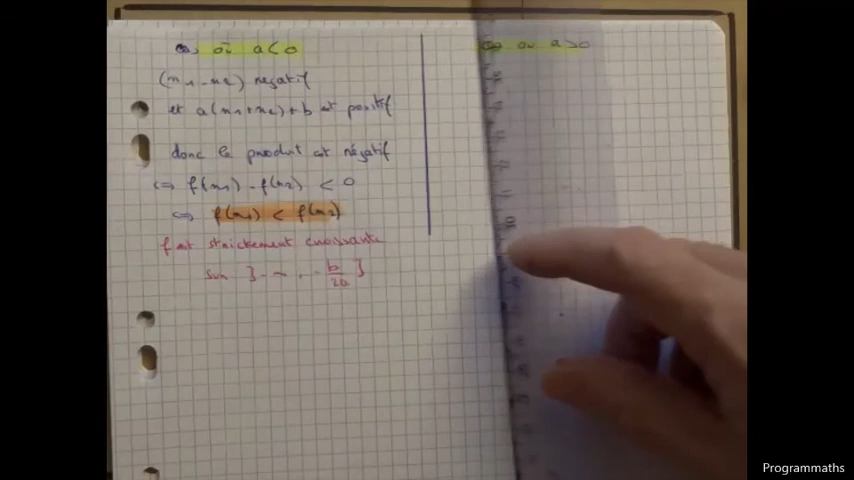 cas où a < 0
(x1 - x2) négatif
et a(x1 + x2) + b est positif
donc le produit est négatif
⇔ f(x1) - f(x2) < 0
⇔ f(x1) < f(x2)
f est strictement croissante
sur ]- ∞ ; - b/2a ]
cas où a > 0
Programmaths